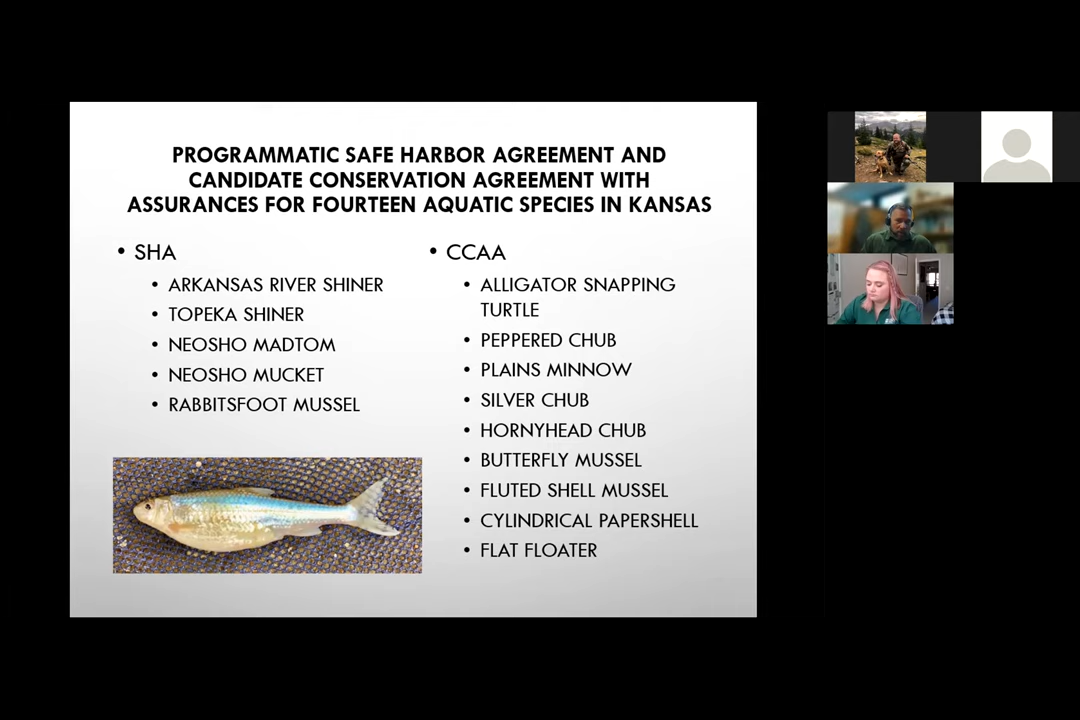 PROGRAMMATIC SAFE HARBOR AGREEMENT AND
CANDIDATE CONSERVATION AGREEMENT WITH
ASSURANCES FOR FOURTEEN AQUATIC SPECIES IN KANSAS
• SHA
• ARKANSAS RIVER SHINER
• TOPEKA SHINER
• NEOSHO MADTOM
• NEOSHO MUCKET
• RABBITSFOOT MUSSEL
• CCAA
• ALLIGATOR SNAPPING
TURTLE
• PEPPERED CHUB
• PLAINS MINNOW
• SILVER CHUB
• HORNYHEAD CHUB
• BUTTERFLY MUSSEL
• FLUTED SHELL MUSSEL
• CYLINDRICAL PAPERSHELL
• FLAT FLOATER